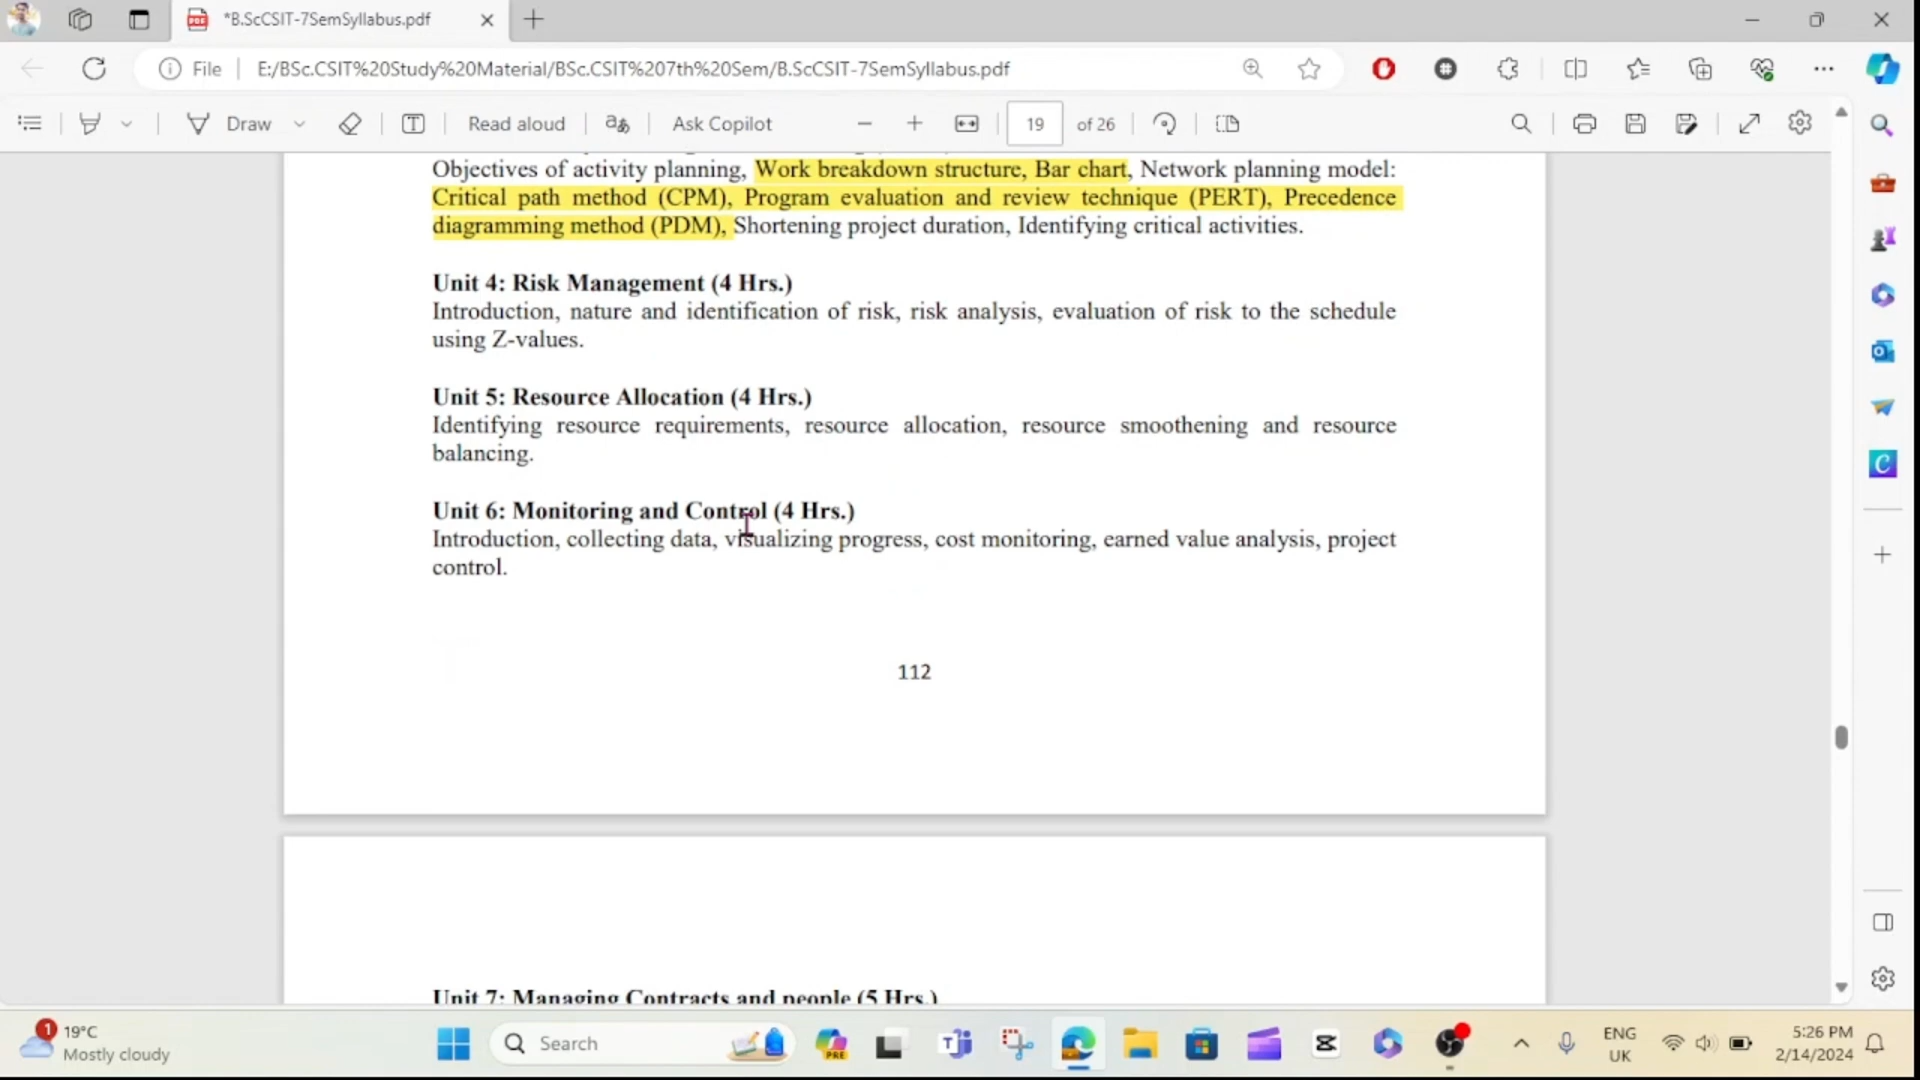 *B.ScCSIT-7SemSyllabus.pdf
File
E:/BSc.CSIT%20Study%20Material/BSc.CSIT%207th%20Sem/B.ScCSIT-7SemSyllabus.pdf
Draw
Read aloud
Ask Copilot
19
of 26
Objectives of activity planning, Work breakdown structure, Bar chart, Network planning model:
Critical path method (CPM), Program evaluation and review technique (PERT), Precedence
diagramming method (PDM), Shortening project duration, Identifying critical activities.
Unit 4: Risk Management (4 Hrs.)
Introduction, nature and identification of risk, risk analysis, evaluation of risk to the schedule
using Z-values.
Unit 5: Resource Allocation (4 Hrs.)
Identifying resource requirements, resource allocation, resource smoothening and resource
balancing.
Unit 6: Monitoring and Control (4 Hrs.)
Introduction, collecting data, visualizing progress, cost monitoring, earned value analysis, project
control.
112
Unit 7: Managing Contracts and people (5 Hrs.)
1
19°C
Mostly cloudy
Search
PRE
ENG
UK
5:26 PM
2/14/2024